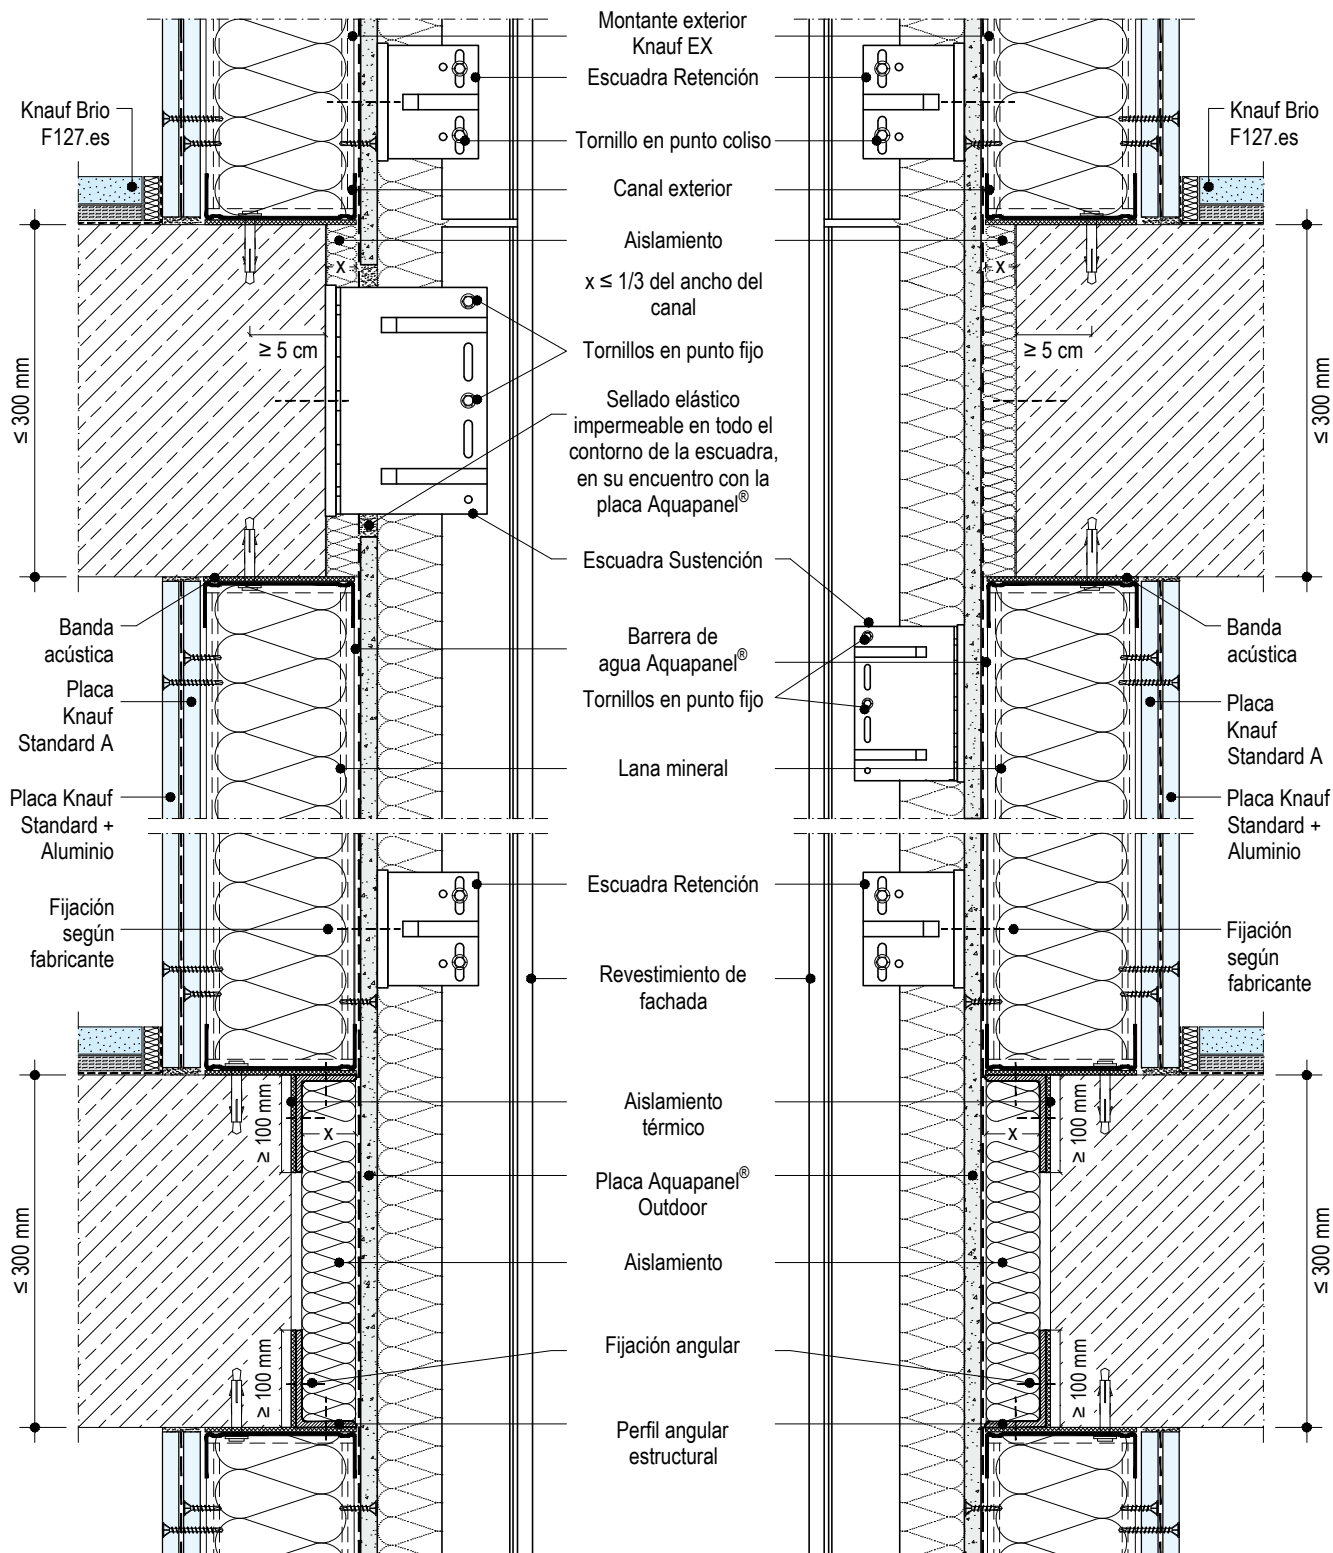 Montante exterior
Knauf EX
Escuadra Retención
Knauf Brio
F127.es
Knauf Brio
F127.es
Tornillo en punto coliso
Canal exterior
Aislamiento
x
x
x ≤ 1/3 del ancho del
canal
≥ 5 cm
≥ 5 cm
Tornillos en punto fijo
≤ 300 mm
≤ 300 mm
Sellado elástico
impermeable en todo el
contorno de la escuadra,
en su encuentro con la
placa Aquapanel®
Escuadra Sustención
Banda
acústica
Barrera de
agua Aquapanel®
Banda
acústica
Placa
Knauf
Standard A
Tornillos en punto fijo
Placa
Knauf
Standard A
Lana mineral
Placa Knauf
Standard +
Aluminio
Placa Knauf
Standard +
Aluminio
Escuadra Retención
Fijación
según
fabricante
Fijación
según
fabricante
Revestimiento de
fachada
≥ 100 mm
Aislamiento
térmico
≥ 100 mm
x
x
Placa Aquapanel®
Outdoor
≤ 300 mm
≤ 300 mm
Aislamiento
≥ 100 mm
Fijación angular
≥ 100 mm
Perfil angular
estructural